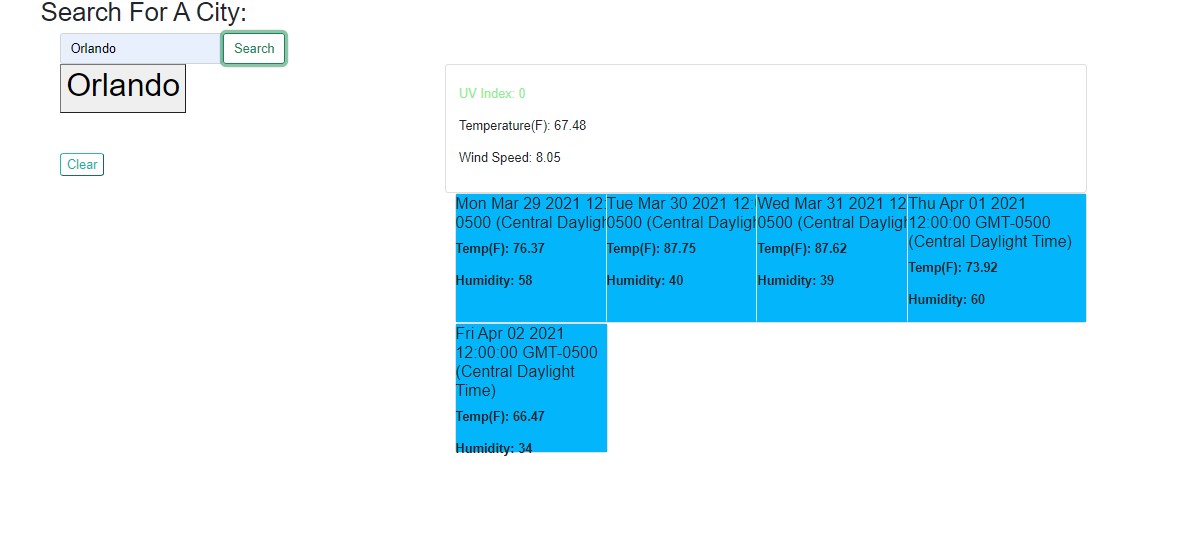 Search For A City:
Orlando
Search
Orlando
Clear
UV Index: 0
Temperature(F): 67.48
Wind Speed: 8.05
Mon Mar 29 2021 12:
0500 (Central Dayligh
Temp(F): 76.37
Humidity: 58
Tue Mar 30 2021 12:
0500 (Central Dayligh
Temp(F): 87.75
Humidity: 40
Wed Mar 31 2021 12
0500 (Central Dayligh
Temp(F): 87.62
Humidity: 39
Thu Apr 01 2021
12:00:00 GMT-0500
(Central Daylight Time)
Temp(F): 73.92
Humidity: 60
Fri Apr 02 2021
12:00:00 GMT-0500
(Central Daylight
Time)
Temp(F): 66.47
Humidity: 34